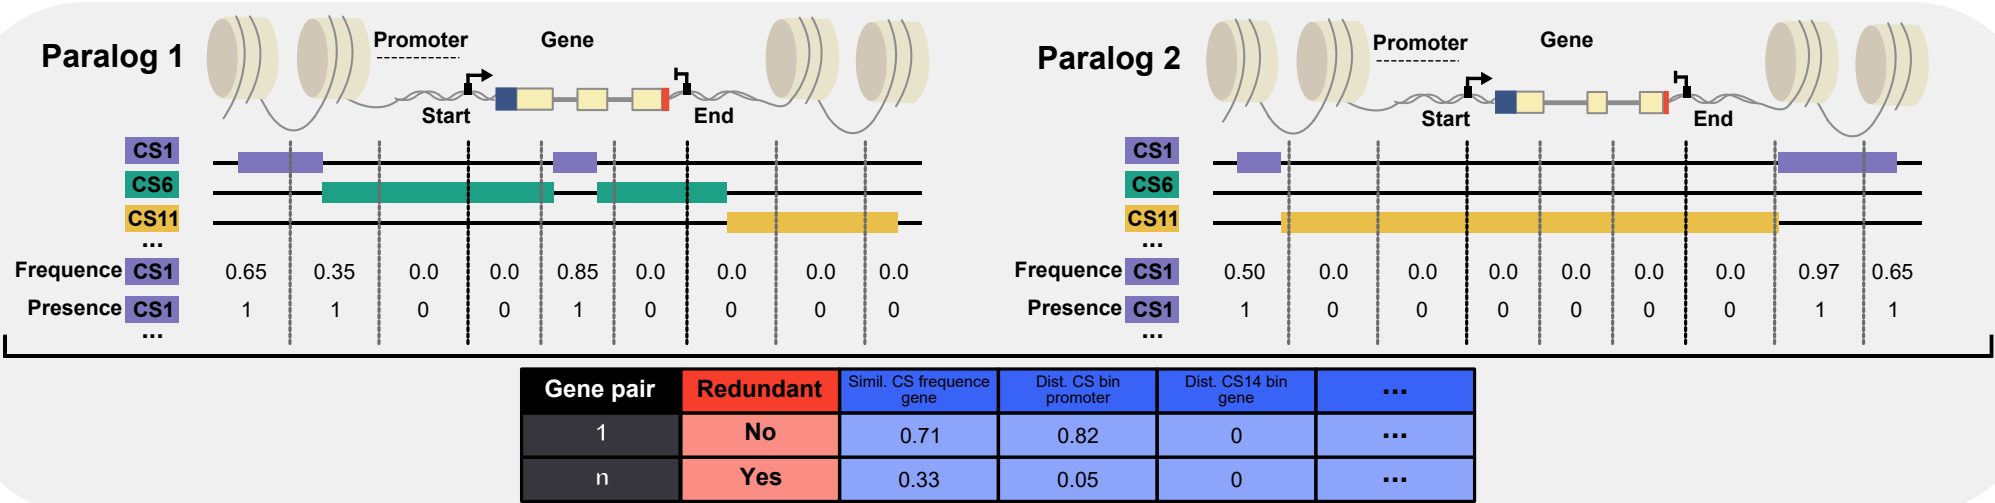 Paralog 1
Promoter
Gene
Start
End
CS1
CS6
CS11
...
Frequence CS1 0.65 0.35 0.0 0.0 0.85 0.0 0.0 0.0 0.0
Presence CS1 1 1 0 0 1 0 0 0 0
...
Paralog 2
Promoter
Gene
Start
End
CS1
CS6
CS11
...
Frequence CS1 0.50 0.0 0.0 0.0 0.0 0.0 0.0 0.97 0.65
Presence CS1 1 0 0 0 0 0 0 1 1
...
Gene pair
Redundant
Simil. CS frequence
gene
Dist. CS bin
promoter
Dist. CS14 bin
gene
...
1 No 0.71 0.82 0 ...
n Yes 0.33 0.05 0 ...